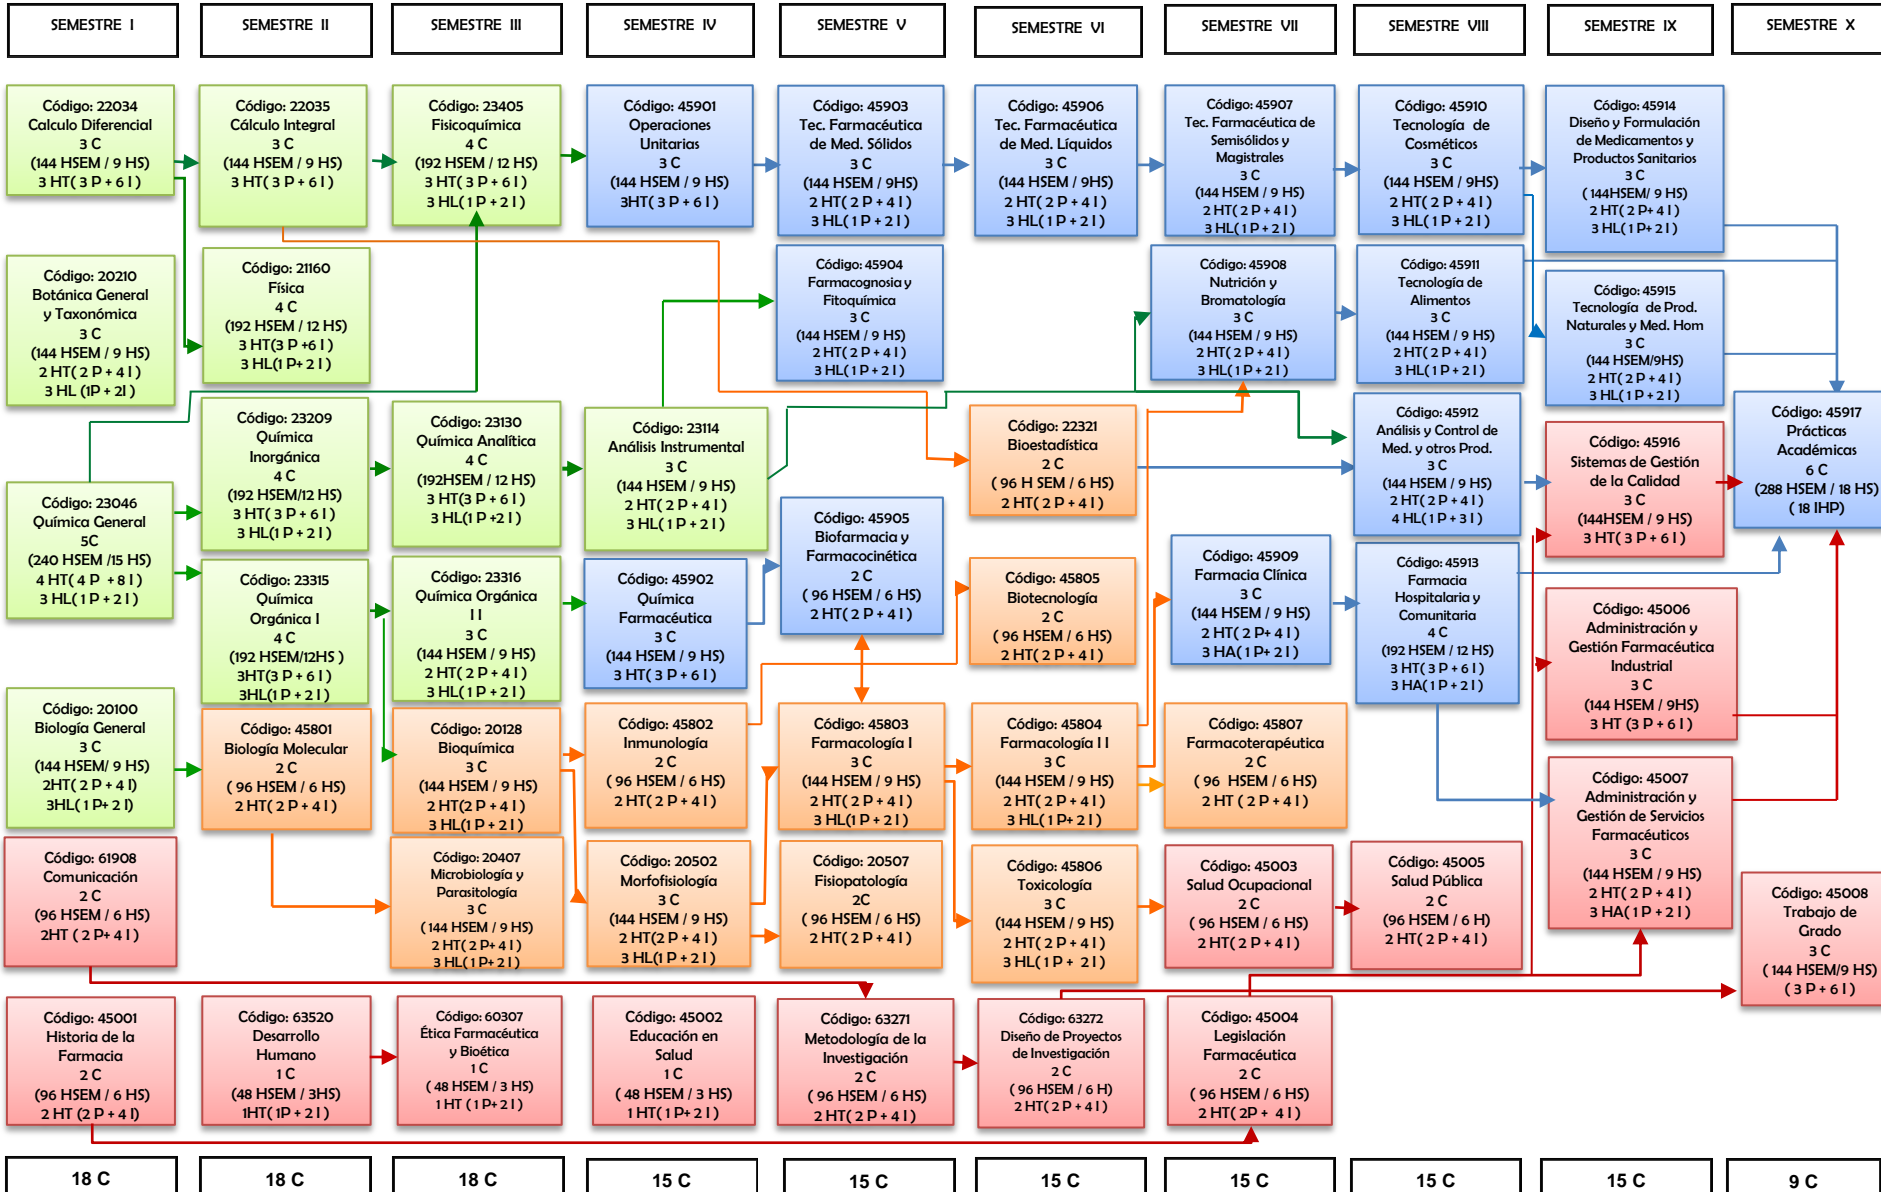 SEMESTRE I
SEMESTRE II
SEMESTRE III
SEMESTRE IV
SEMESTRE V
SEMESTRE VI
SEMESTRE VII
SEMESTRE VIII
SEMESTRE IX
SEMESTRE X
Código: 22034
Calculo Diferencial
3 C
(144 HSEM / 9 HS)
3 HT( 3 P + 6 I )
Código: 20210
Botánica General
y Taxonómica
3 C
(144 HSEM / 9 HS)
2 HT( 2 P + 4 I )
3 HL (1P + 2I)
Código: 23046
Química General
5C
(240 HSEM /15 HS)
4 HT( 4 P + 8 I )
3 HL( 1 P + 2 I )
Código: 20100
Biología General
3 C
(144 HSEM / 9 HS)
2HT( 2 P + 4 I)
3HL( 1 P+ 2 I)
Código: 61908
Comunicación
2 C
(96 HSEM / 6 HS)
2HT ( 2 P+ 4 I )
Código: 45001
Historia de la
Farmacia
2 C
(96 HSEM / 6 HS)
2 HT (2 P + 4 I)
Código: 22035
Cálculo Integral
3 C
(144 HSEM / 9 HS)
3 HT( 3 P + 6 I )
Código: 21160
Física
4 C
(192 HSEM / 12 HS)
3 HT(3 P +6 I )
3 HL(1 P+ 2 I )
Código: 23209
Química
Inorgánica
4 C
(192 HSEM/12 HS)
3 HT( 3 P + 6 I )
3 HL( 1 P + 2 I )
Código: 23315
Química
Orgánica I
4 C
(192 HSEM/12HS )
3HT(3 P + 6 I )
3HL( 1 P + 2 I )
Código: 45801
Biología Molecular
2 C
( 96 HSEM / 6 HS)
2 HT( 2 P + 4 I )
Código: 63520
Desarrollo
Humano
1 C
(48 HSEM / 3HS)
1HT( 1P + 2 I )
Código: 23405
Fisicoquímica
4 C
(192 HSEM / 12 HS)
3 HT( 3 P + 6 I )
3 HL( 1 P + 2 I )
Código: 23130
Química Analítica
4 C
(192HSEM / 12 HS)
3 HT(3 P + 6 I )
3 HL(1 P +2 I )
Código: 23316
Química Orgánica
I I
3 C
(144 HSEM / 9 HS)
2 HT( 2 P + 4 I )
3 HL( 1 P + 2 I )
Código: 20128
Bioquímica
3 C
(144 HSEM / 9 HS)
2 HT(2 P + 4 I )
3 HL( 1 P + 2 I )
Código: 20407
Microbiología y
Parasitología
3 C
( 144 HSEM / 9 HS)
2 HT( 2 P+ 4 I )
3 HL( 1 P+ 2 I )
Código: 60307
Ética Farmacéutica
y Bioética
1 C
( 48 HSEM / 3 HS)
1 HT ( 1 P+ 2 I )
Código: 45901
Operaciones
Unitarias
3 C
(144 HSEM / 9 HS)
3HT( 3 P + 6 I )
Código: 23114
Análisis Instrumental
3 C
(144 HSEM / 9 HS)
2 HT( 2 P + 4 I )
3 HL( 1 P + 2 I )
Código: 45902
Química
Farmacéutica
3 C
(144 HSEM / 9 HS)
3 HT( 3 P + 6 I )
Código: 45802
Inmunología
2 C
( 96 HSEM / 6 HS)
2 HT( 2 P + 4 I )
Código: 20502
Morfofisiología
3 C
(144 HSEM / 9 HS)
2 HT(2 P + 4 I )
3 HL(1 P + 2 I )
Código: 45002
Educación en
Salud
1 C
( 48 HSEM / 3 HS)
1 HT( 1 P+ 2 I )
Código: 45903
Tec. Farmacéutica
de Med. Sólidos
3 C
(144 HSEM / 9HS)
2 HT( 2 P + 4 I )
3 HL( 1 P + 2 I )
Código: 45904
Farmacognosia y
Fitoquímica
3 C
(144 HSEM / 9 HS)
2 HT( 2 P + 4 I )
3 HL( 1 P + 2 I )
Código: 45905
Biofarmacia y
Farmacocinética
2 C
( 96 HSEM / 6 HS)
2 HT( 2 P + 4 I )
Código: 45803
Farmacología I
3 C
(144 HSEM / 9 HS)
2 HT( 2 P + 4 I )
3 HL(1 P + 2 I )
Código: 20507
Fisiopatología
2C
( 96 HSEM / 6 HS)
2 HT( 2 P + 4 I )
Código: 63271
Metodología de la
Investigación
2 C
( 96 HSEM / 6 HS)
2 HT( 2 P + 4 I )
Código: 45906
Tec. Farmacéutica
de Med. Líquidos
3 C
(144 HSEM / 9HS)
2 HT( 2 P + 4 I )
3 HL( 1 P + 2 I )
Código: 22321
Bioestadística
2 C
( 96 H SEM / 6 HS)
2 HT( 2 P + 4 I )
Código: 45805
Biotecnología
2 C
( 96 HSEM / 6 HS)
2 HT( 2 P + 4 I )
Código: 45804
Farmacología I I
3 C
(144 HSEM / 9 HS)
2 HT( 2 P + 4 I )
3 HL( 1 P+ 2 I )
Código: 45806
Toxicología
3 C
(144 HSEM / 9 HS)
2 HT( 2 P + 4 I )
3 HL( 1 P + 2 I )
Código: 63272
Diseño de Proyectos
de Investigación
2 C
( 96 HSEM / 6 H)
2 HT( 2 P + 4 I )
Código: 45907
Tec. Farmacéutica de
Semisólidos y
Magistrales
3 C
(144 HSEM / 9 HS)
2 HT( 2 P + 4 I )
3 HL( 1 P + 2 I )
Código: 45908
Nutrición y
Bromatología
3 C
(144 HSEM / 9 HS)
2 HT( 2 P + 4 I )
3 HL( 1 P + 2 I )
Código: 45909
Farmacia Clínica
3 C
(144 HSEM / 9 HS)
2 HT( 2 P+ 4 I )
3 HA( 1 P+ 2 I )
Código: 45807
Farmacoterapéutica
2 C
( 96 HSEM / 6 HS)
2 HT ( 2 P + 4 I )
Código: 45003
Salud Ocupacional
2 C
( 96 HSEM / 6 HS)
2 HT( 2 P + 4 I )
Código: 45004
Legislación
Farmacéutica
2 C
( 96 HSEM / 6 HS)
2 HT( 2P + 4 I )
Código: 45910
Tecnología de
Cosméticos
3 C
(144 HSEM / 9HS)
2 HT( 2 P + 4 I )
3 HL( 1 P + 2 I )
Código: 45911
Tecnología de
Alimentos
3 C
(144 HSEM / 9 HS)
2 HT( 2 P + 4 I )
3 HL( 1 P + 2 I )
Código: 45912
Análisis y Control de
Med. y otros Prod.
3 C
(144 HSEM / 9 HS)
2 HT( 2 P + 4 I )
4 HL( 1 P + 3 I )
Código: 45913
Farmacia
Hospitalaria y
Comunitaria
4 C
(192 HSEM / 12 HS)
3 HT( 3 P + 6 I )
3 HA( 1 P + 2 I )
Código: 45005
Salud Pública
2 C
(96 HSEM / 6 H)
2 HT( 2 P + 4 I )
Código: 45914
Diseño y Formulación
de Medicamentos y
Productos Sanitarios
3 C
( 144HSEM/ 9 HS)
2 HT( 2 P+ 4 I )
3 HL( 1 P+ 2 I )
Código: 45915
Tecnología de Prod.
Naturales y Med. Hom
3 C
(144 HSEM/9HS)
2 HT( 2 P + 4 I )
3 HL( 1 P + 2 I )
Código: 45916
Sistemas de Gestión
de la Calidad
3 C
(144HSEM / 9 HS)
3 HT( 3 P + 6 I )
Código: 45006
Administración y
Gestión Farmacéutica
Industrial
3 C
(144 HSEM / 9HS)
3 HT (3 P + 6 I )
Código: 45007
Administración y
Gestión de Servicios
Farmacéuticos
3 C
(144 HSEM / 9 HS)
2 HT( 2 P + 4 I )
3 HA( 1 P + 2 I )
Código: 45917
Prácticas
Académicas
6 C
(288 HSEM / 18 HS)
( 18 IHP)
Código: 45008
Trabajo de
Grado
3 C
( 144 HSEM/9 HS)
( 3 P + 6 I )
18 C
18 C
18 C
15 C
15 C
15 C
15 C
15 C
15 C
9 C